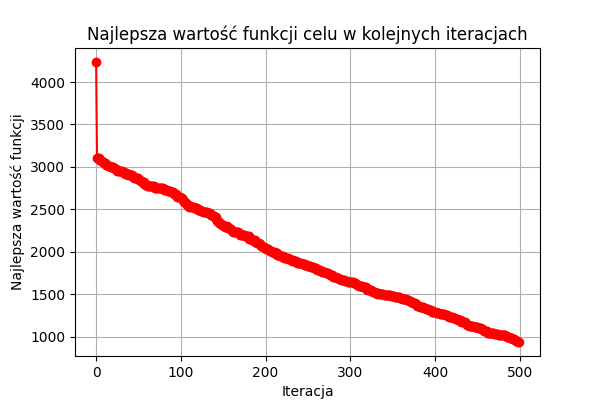 Najlepsza wartość funkcji celu w kolejnych iteracjach
Najlepsza wartość funkcji
4000
3500
3000
2500
2000
1500
1000
0 100 200 300 400 500
Iteracja